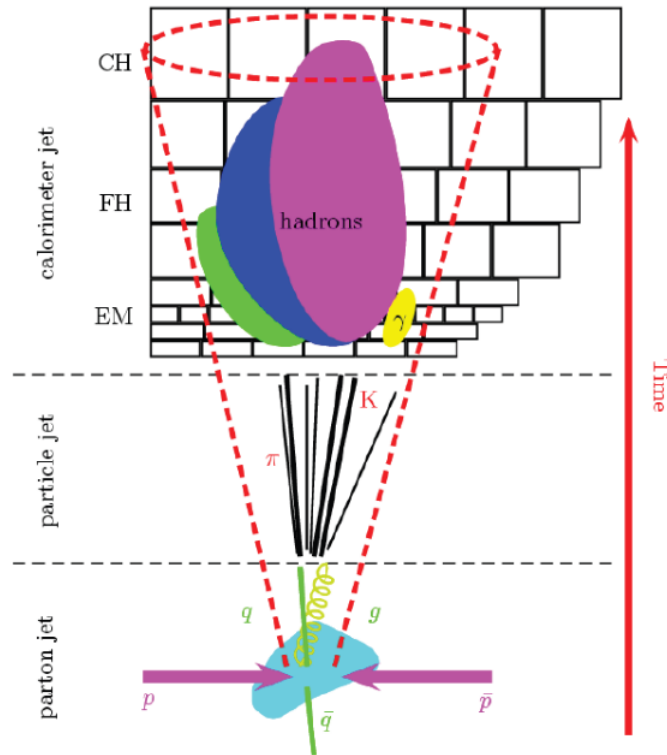 CH
calorimeter jet
FH
hadrons
EM
γ
Time
K
π
particle jet
q
g
parton jet
p
p̄
q̄